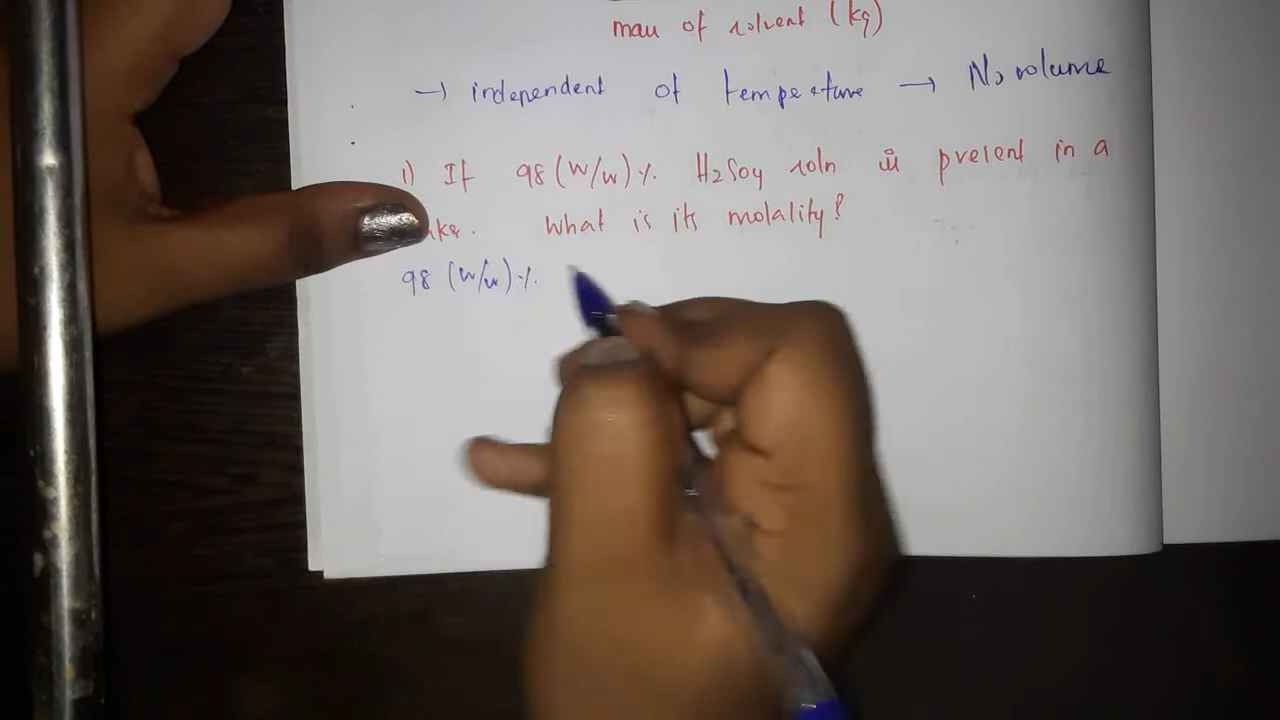 mass of solvent (kg)
→ independent of temperature → No volume
1) If 98 (W/W) % H2SO4 soln is present in a
What is its molality?
98 (W/W) %